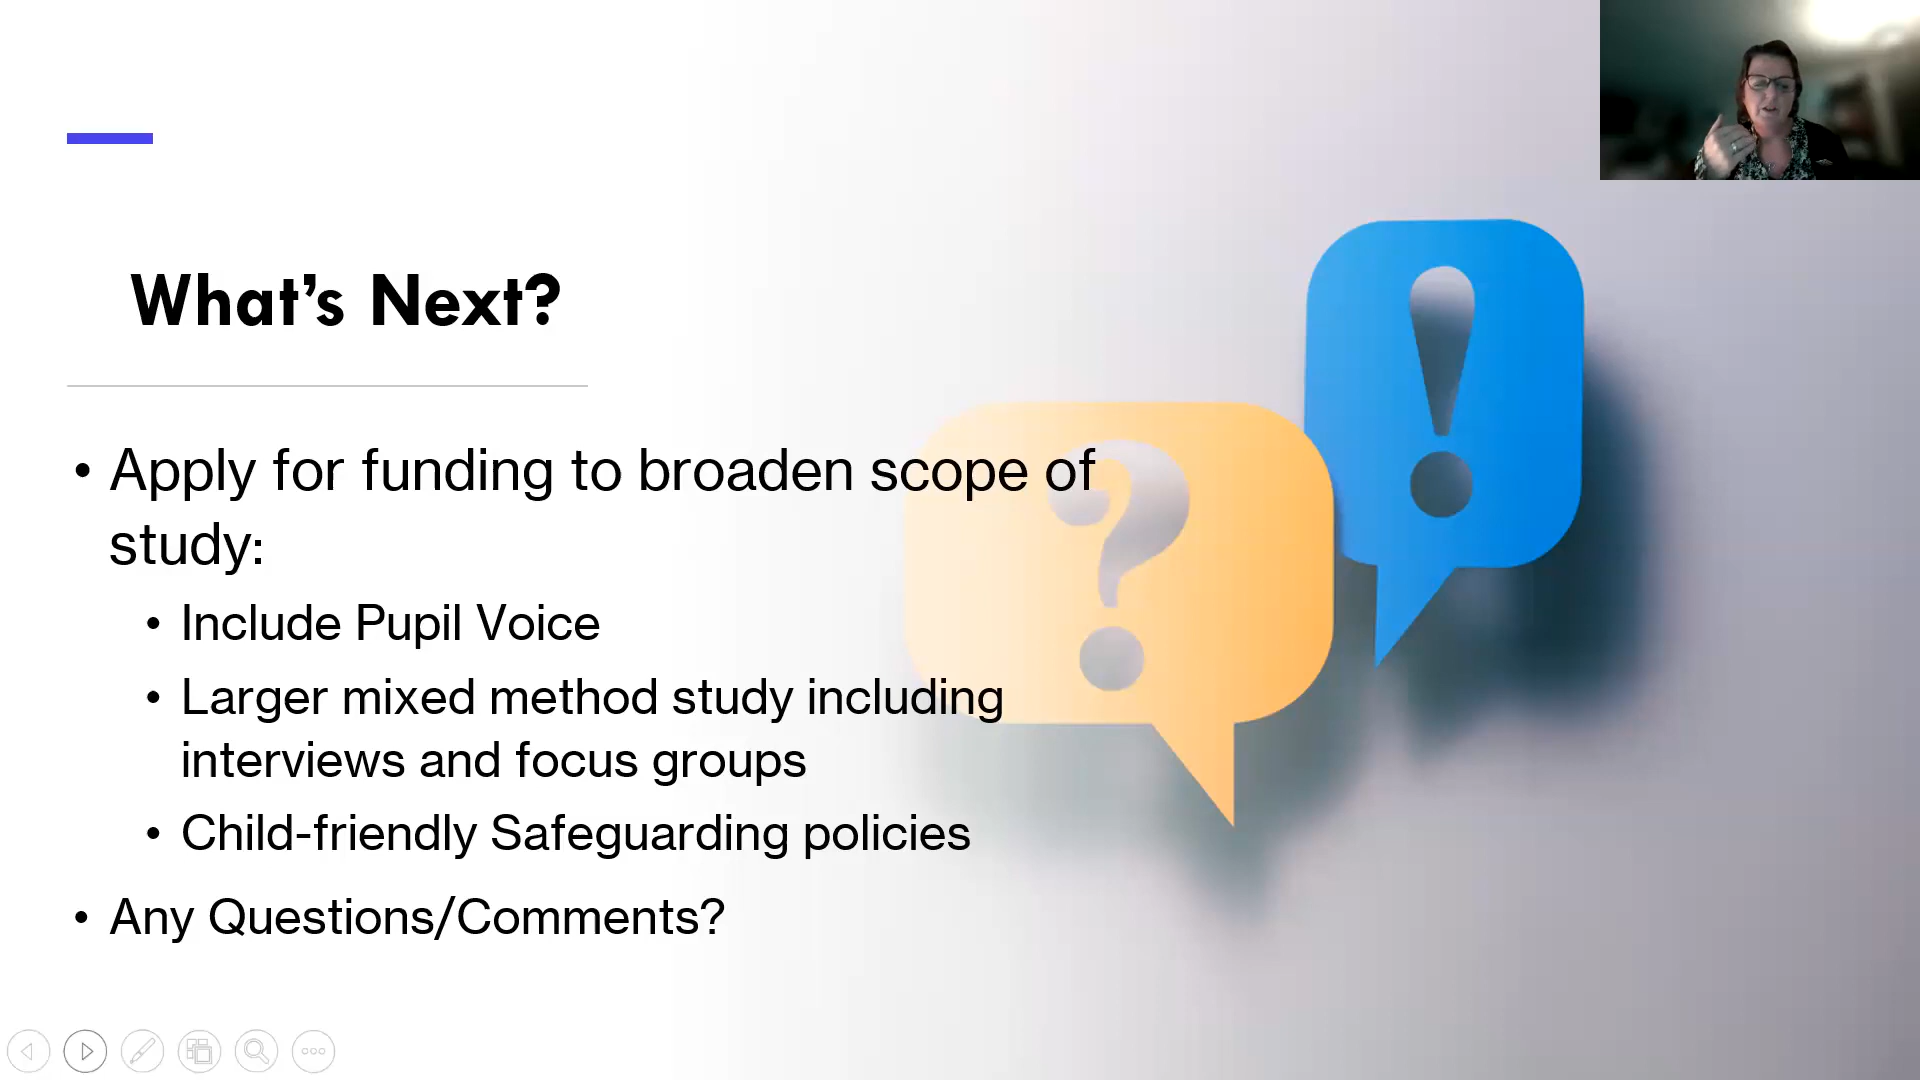 What's Next?
• Apply for funding to broaden scope of
study:
• Include Pupil Voice
• Larger mixed method study including
interviews and focus groups
• Child-friendly Safeguarding policies
• Any Questions/Comments?